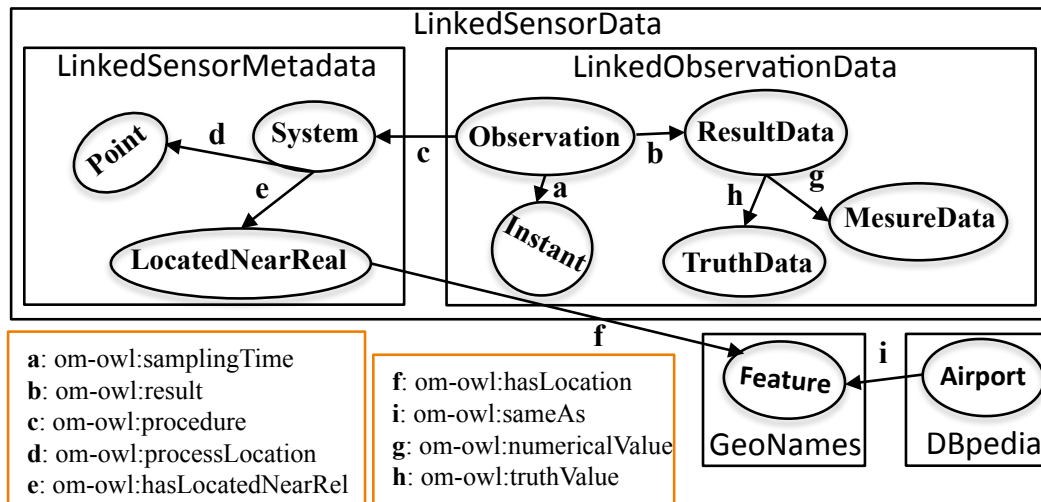 LinkedSensorData
LinkedSensorMetadata
LinkedObservationData
Point
d
System
c
Observation
b
ResultData
e
a
h
g
LocatedNearReal
Instant
TruthData
MesureData
f
a: om-owl:samplingTime
b: om-owl:result
c: om-owl:procedure
d: om-owl:processLocation
e: om-owl:hasLocatedNearRel
f: om-owl:hasLocation
i: om-owl:sameAs
g: om-owl:numericalValue
h: om-owl:truthValue
Feature
i
Airport
GeoNames
DBpedia